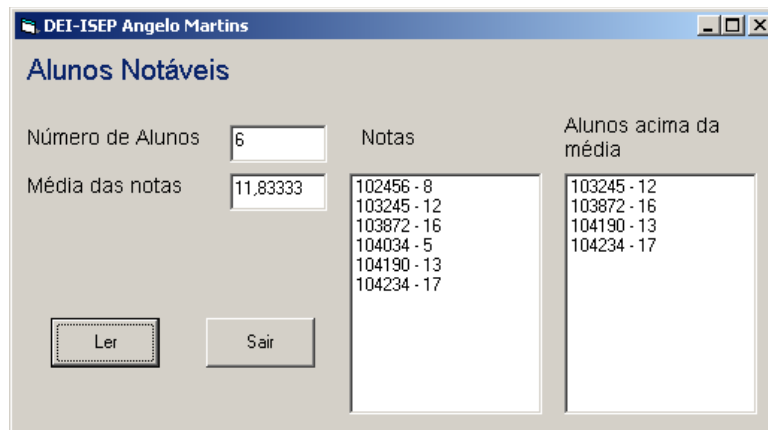 DEI-ISEP Angelo Martins
Alunos Notáveis
Número de Alunos
6
Média das notas
11,83333
Notas
102456 - 8
103245 - 12
103872 - 16
104034 - 5
104190 - 13
104234 - 17
Alunos acima da
média
103245 - 12
103872 - 16
104190 - 13
104234 - 17
Ler
Sair